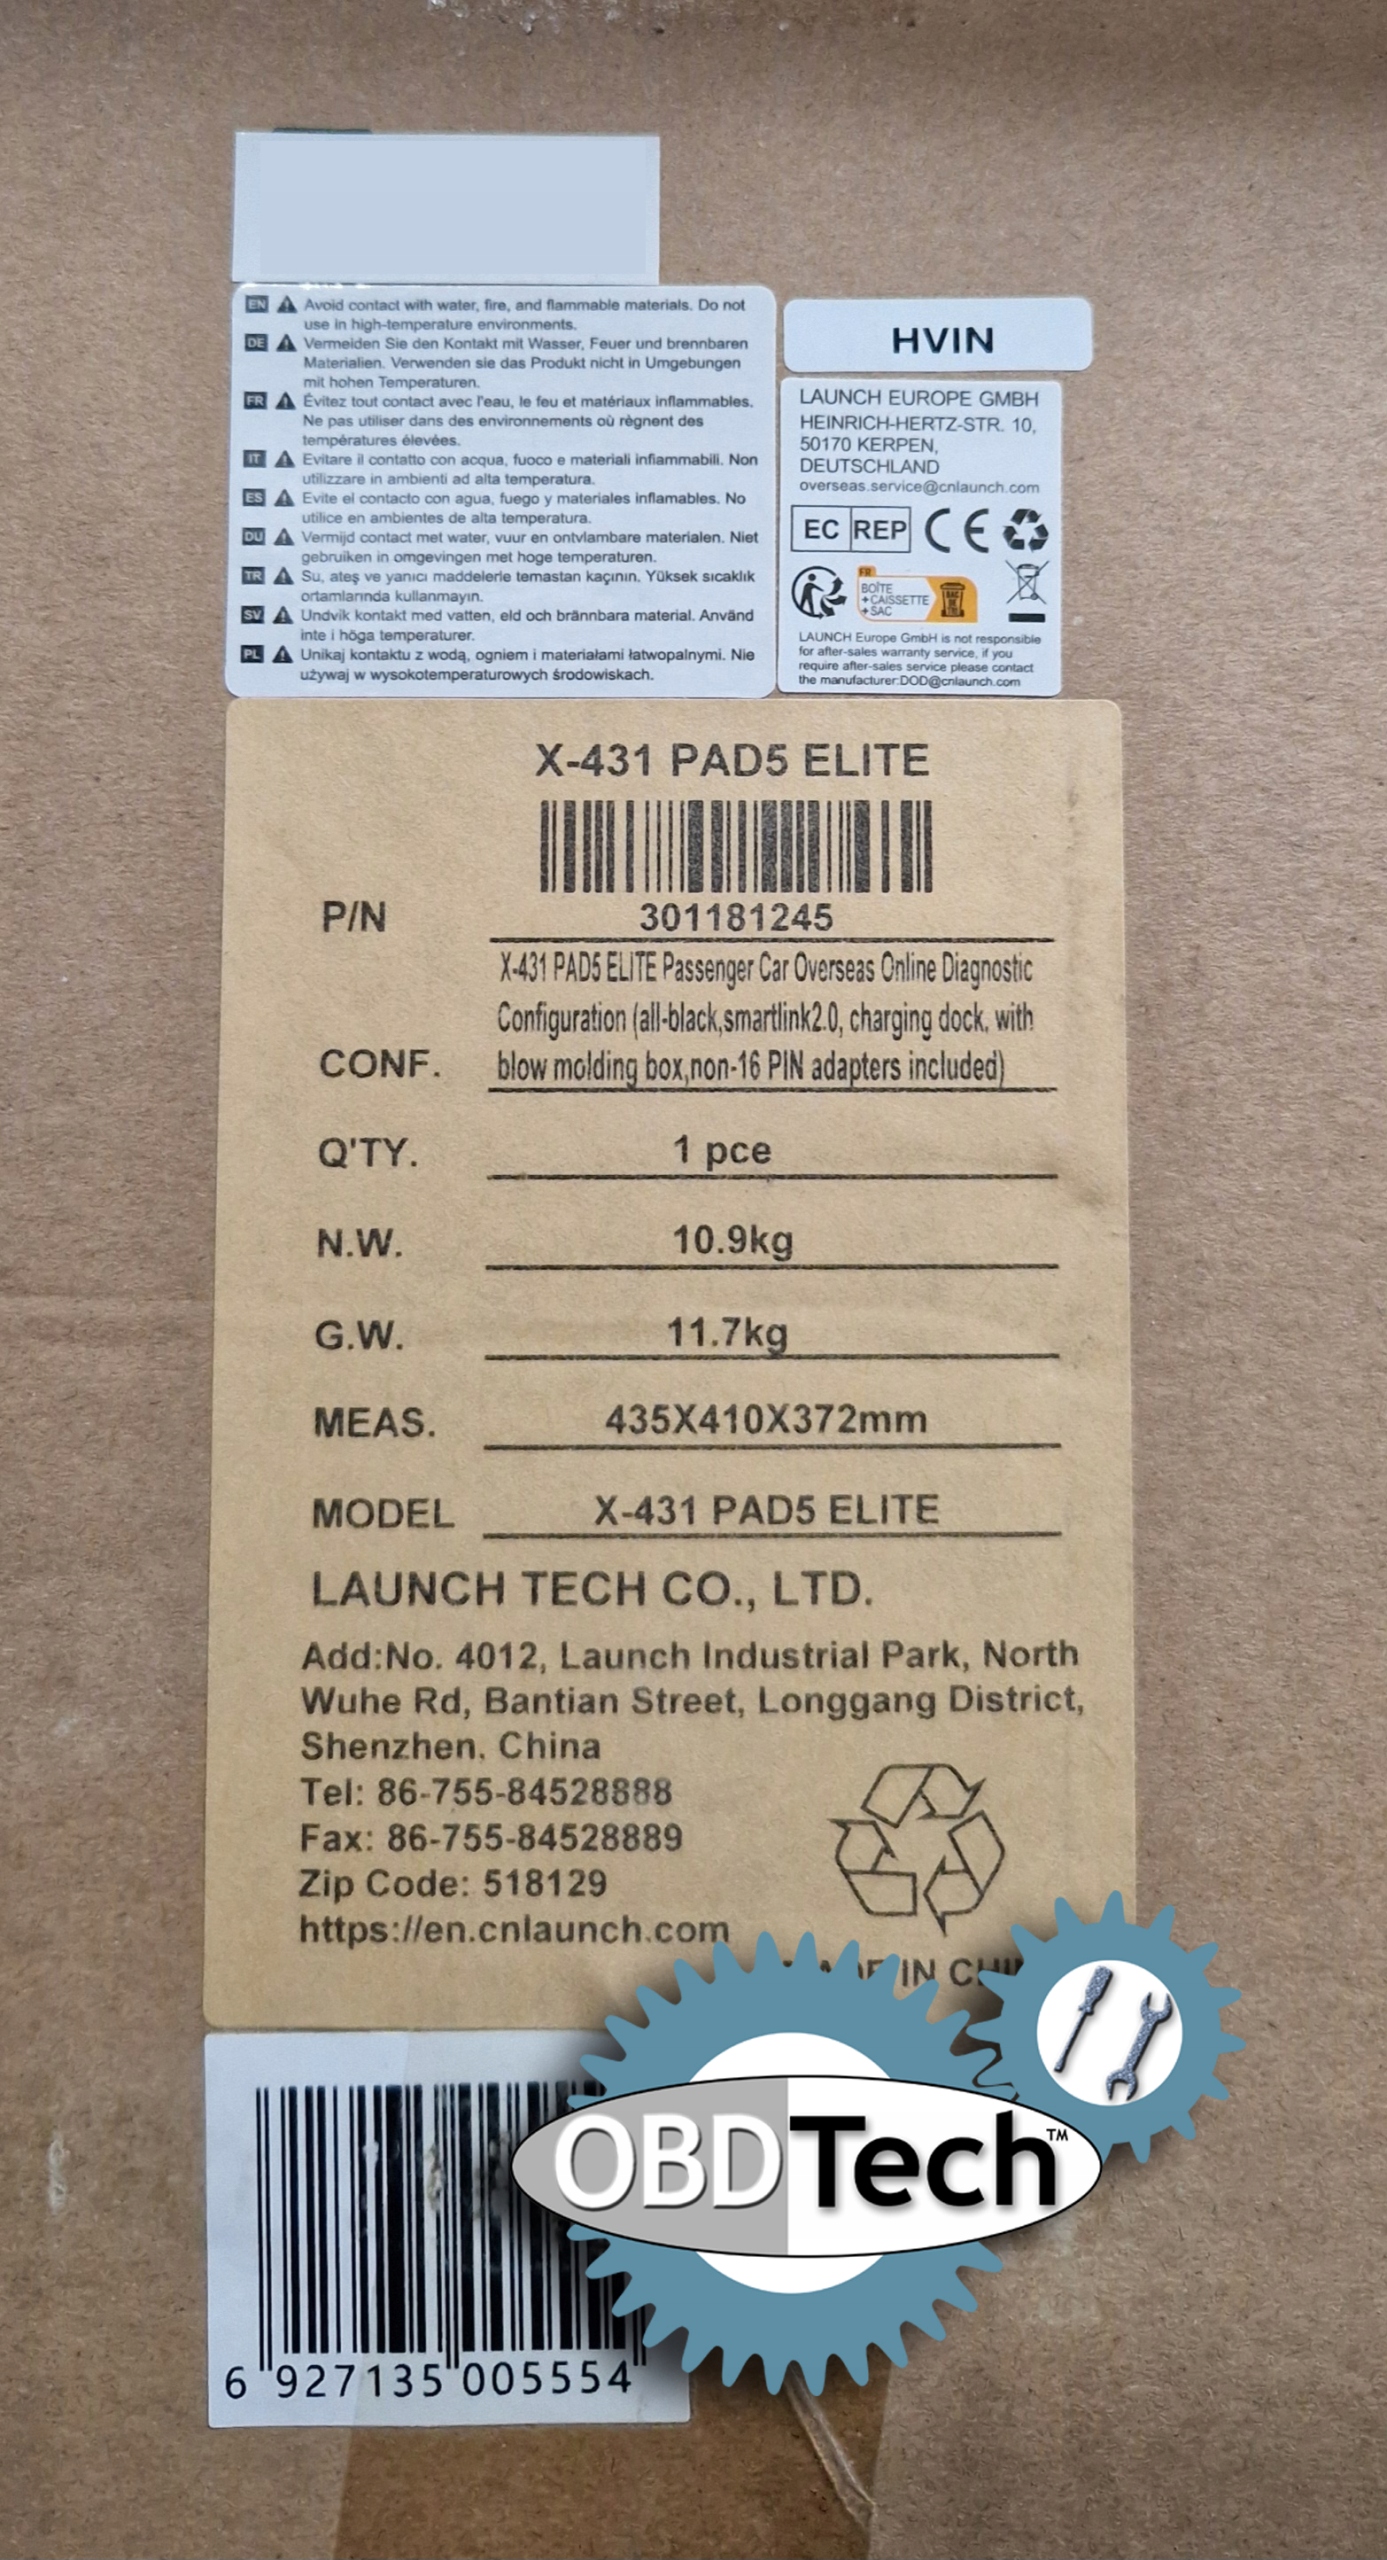 EN Avoid contact with water, fire, and flammable materials. Do not
use in high-temperature environments.
DE Vermeiden Sie den Kontakt mit Wasser, Feuer und brennbaren
Materialien. Verwenden sie das Produkt nicht in Umgebungen
mit hohen Temperaturen.
FR Évitez tout contact avec l'eau, le feu et matériaux inflammables.
Ne pas utiliser dans des environnements où règnent des
températures élevées.
IT Evitare il contatto con acqua, fuoco e materiali infiammabili. Non
utilizzare in ambienti ad alta temperatura.
ES Evite el contacto con agua, fuego y materiales inflamables. No
utilice en ambientes de alta temperatura.
DU Vermijd contact met water, vuur en ontvlambare materialen. Niet
gebruiken in omgevingen met hoge temperaturen.
TR Su, ateş ve yanıcı maddelerle temastan kaçının. Yüksek sıcaklık
ortamlarında kullanmayın.
SV Undvik kontakt med vatten, eld och brännbara material. Använd
inte i höga temperaturer.
PL Unikaj kontaktu z wodą, ogniem i materiałami łatwopalnymi. Nie
używaj w wysokotemperaturowych środowiskach.
HVIN
LAUNCH EUROPE GMBH
HEINRICH-HERTZ-STR. 10,
50170 KERPEN,
DEUTSCHLAND
overseas.service@cnlaunch.com
EC REP CE
FR
BOÎTE
+CAISSETTE
+SAC
BAC DE TRI
LAUNCH Europe GmbH is not responsible
for after-sales warranty service, if you
require after-sales service please contact
the manufacturer:DOD@cnlaunch.com
X-431 PAD5 ELITE
P/N 301181245
X-431 PAD5 ELITE Passenger Car Overseas Online Diagnostic
Configuration (all-black,smartlink2.0, charging dock, with
CONF. blow molding box,non-16 PIN adapters included)
Q'TY. 1 pce
N.W. 10.9kg
G.W. 11.7kg
MEAS. 435X410X372mm
MODEL X-431 PAD5 ELITE
LAUNCH TECH CO., LTD.
Add:No. 4012, Launch Industrial Park, North
Wuhe Rd, Bantian Street, Longgang District,
Shenzhen. China
Tel: 86-755-84528888
Fax: 86-755-84528889
Zip Code: 518129
https://en.cnlaunch.com
IN
OBDTech™
6 927135 005554